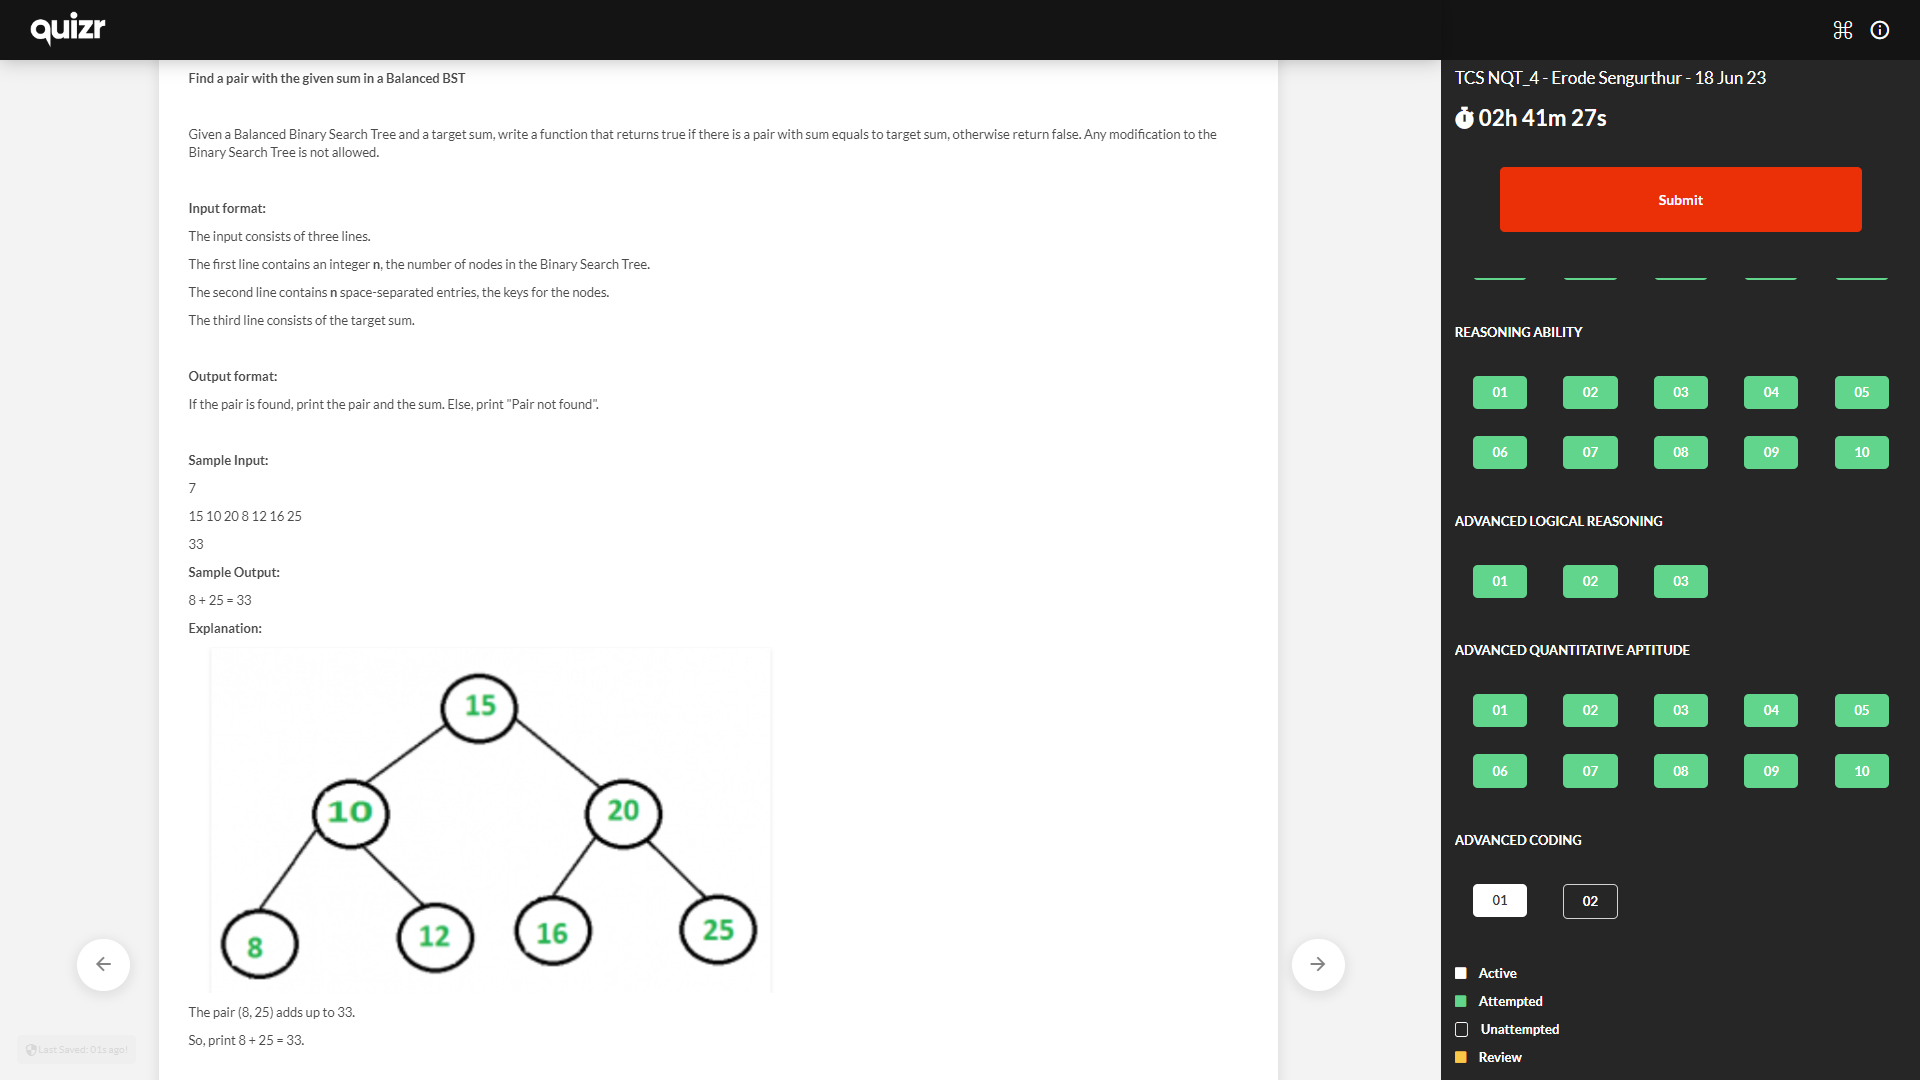 quizr
Find a pair with the given sum in a Balanced BST
Given a Balanced Binary Search Tree and a target sum, write a function that returns true if there is a pair with sum equals to target sum, otherwise return false. Any modification to the
Binary Search Tree is not allowed.
Input format:
The input consists of three lines.
The first line contains an integer n, the number of nodes in the Binary Search Tree.
The second line contains n space-separated entries, the keys for the nodes.
The third line consists of the target sum.
Output format:
If the pair is found, print the pair and the sum. Else, print "Pair not found".
Sample Input:
7
15 10 20 8 12 16 25
33
Sample Output:
8 + 25 = 33
Explanation:
15
10
20
8
12
16
25
The pair (8, 25) adds up to 33.
So, print 8 + 25 = 33.
Last Saved: 01s ago!
TCS NQT_4 - Erode Sengurthur - 18 Jun 23
02h 41m 27s
Submit
REASONING ABILITY
01 02 03 04 05
06 07 08 09 10
ADVANCED LOGICAL REASONING
01 02 03
ADVANCED QUANTITATIVE APTITUDE
01 02 03 04 05
06 07 08 09 10
ADVANCED CODING
01 02
Active
Attempted
Unattempted
Review